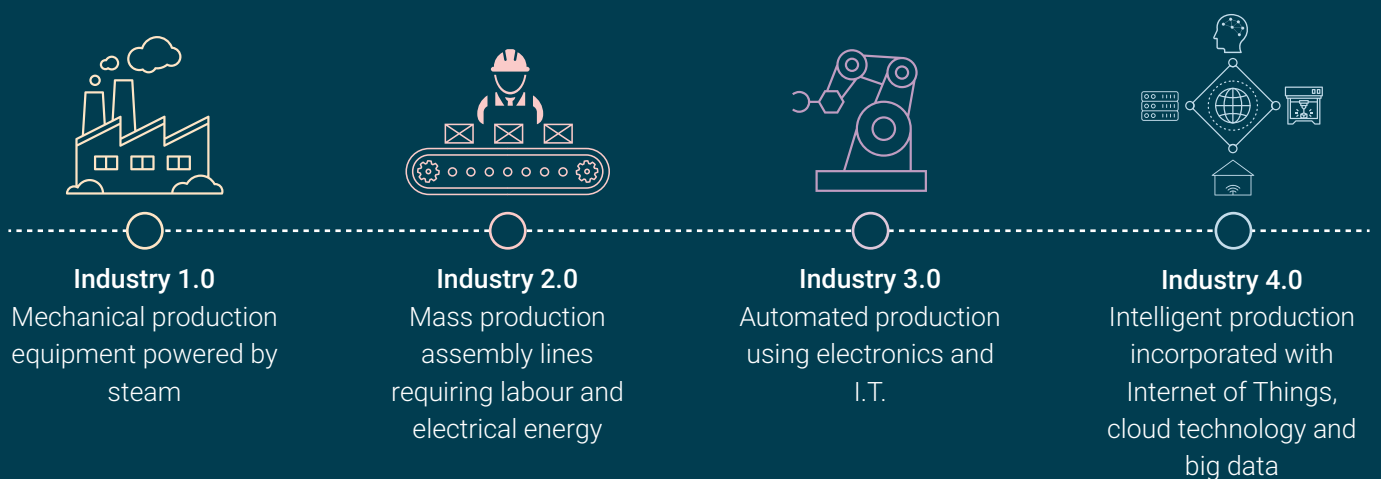 Industry 1.0
Mechanical production
equipment powered by
steam
Industry 2.0
Mass production
assembly lines
requiring labour and
electrical energy
Industry 3.0
Automated production
using electronics and
I.T.
Industry 4.0
Intelligent production
incorporated with
Internet of Things,
cloud technology and
big data